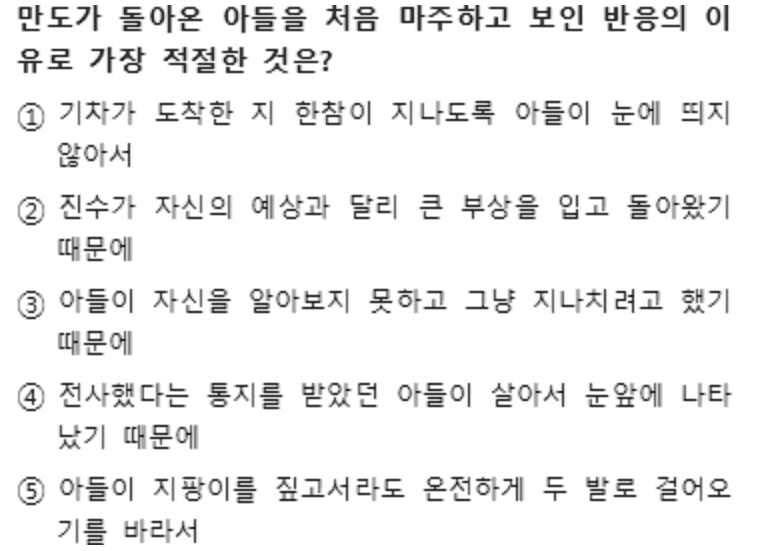 만도가 돌아온 아들을 처음 마주하고 보인 반응의 이
유로 가장 적절한 것은?
① 기차가 도착한 지 한참이 지나도록 아들이 눈에 띄지
않아서
② 진수가 자신의 예상과 달리 큰 부상을 입고 돌아왔기
때문에
③ 아들이 자신을 알아보지 못하고 그냥 지나치려고 했기
때문에
④ 전사했다는 통지를 받았던 아들이 살아서 눈앞에 나타
났기 때문에
⑤ 아들이 지팡이를 짚고서라도 온전하게 두 발로 걸어오
기를 바라서